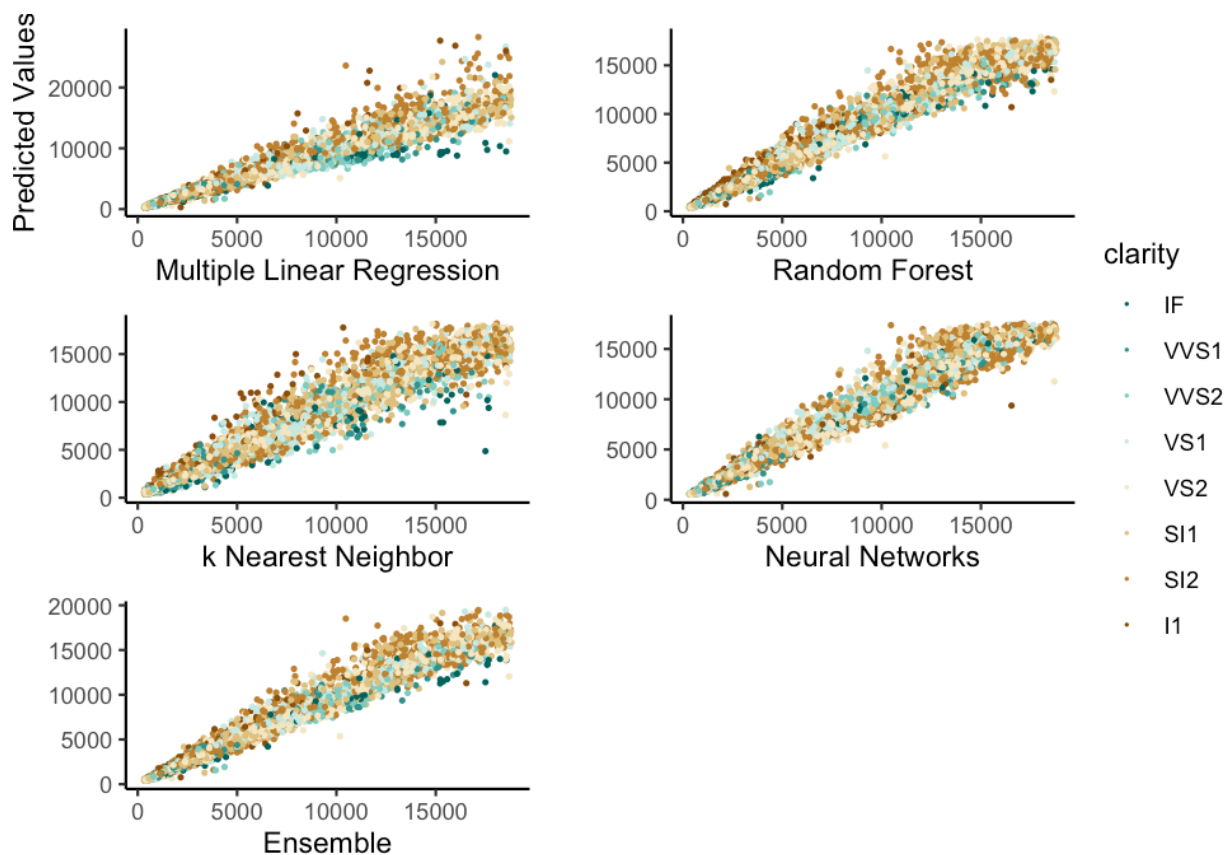 Predicted Values
20000
10000
0
0 5000 10000 15000
Multiple Linear Regression
15000
10000
5000
0
0 5000 10000 15000
Random Forest
15000
10000
5000
0
0 5000 10000 15000
k Nearest Neighbor
15000
10000
5000
0
0 5000 10000 15000
Neural Networks
20000
15000
10000
5000
0
0 5000 10000 15000
Ensemble
clarity
IF
VVS1
VVS2
VS1
VS2
SI1
SI2
I1